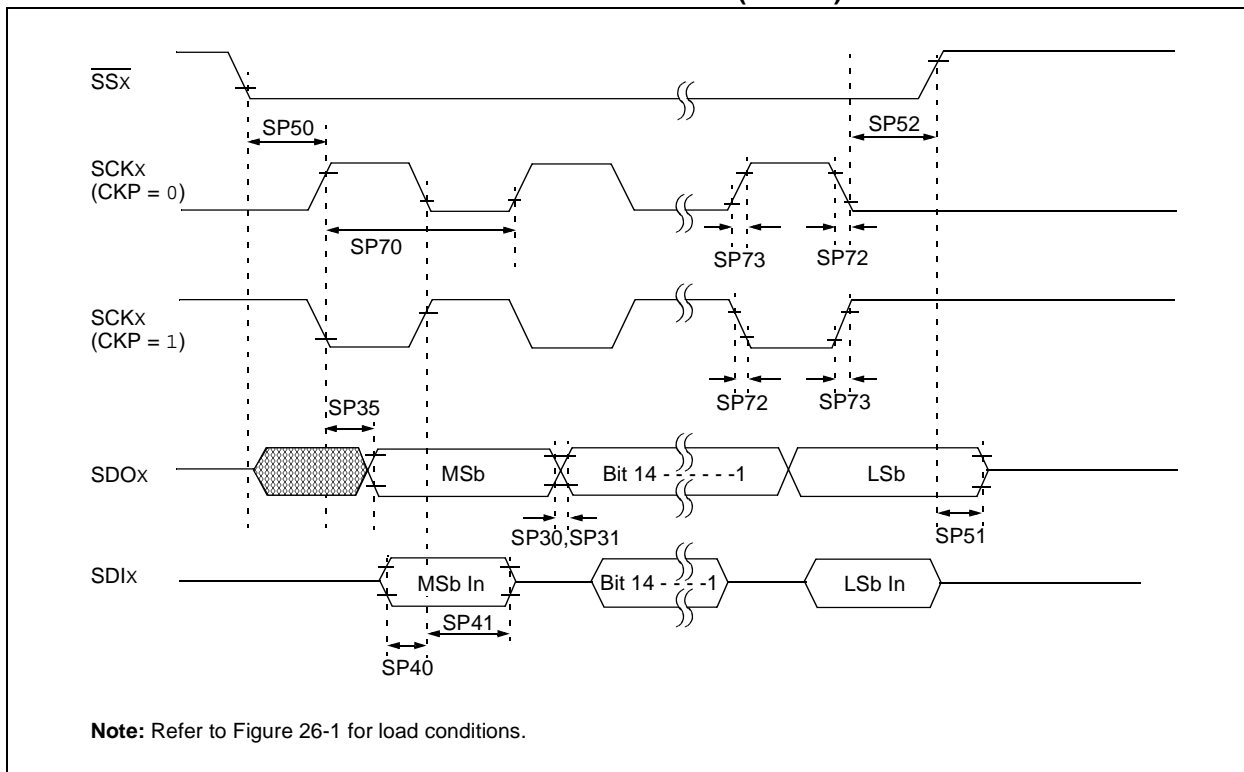 SSX
SP50
SP52
SCKX
(CKP = 0)
SP70
SP73
SP72
SCKX
(CKP = 1)
SP72
SP73
SP35
SDOX
MSb
Bit 14 - - - - - -1
LSb
SP30,SP31
SP51
SDIX
MSb In
Bit 14 - - - -1
LSb In
SP41
SP40
Note: Refer to Figure 26-1 for load conditions.